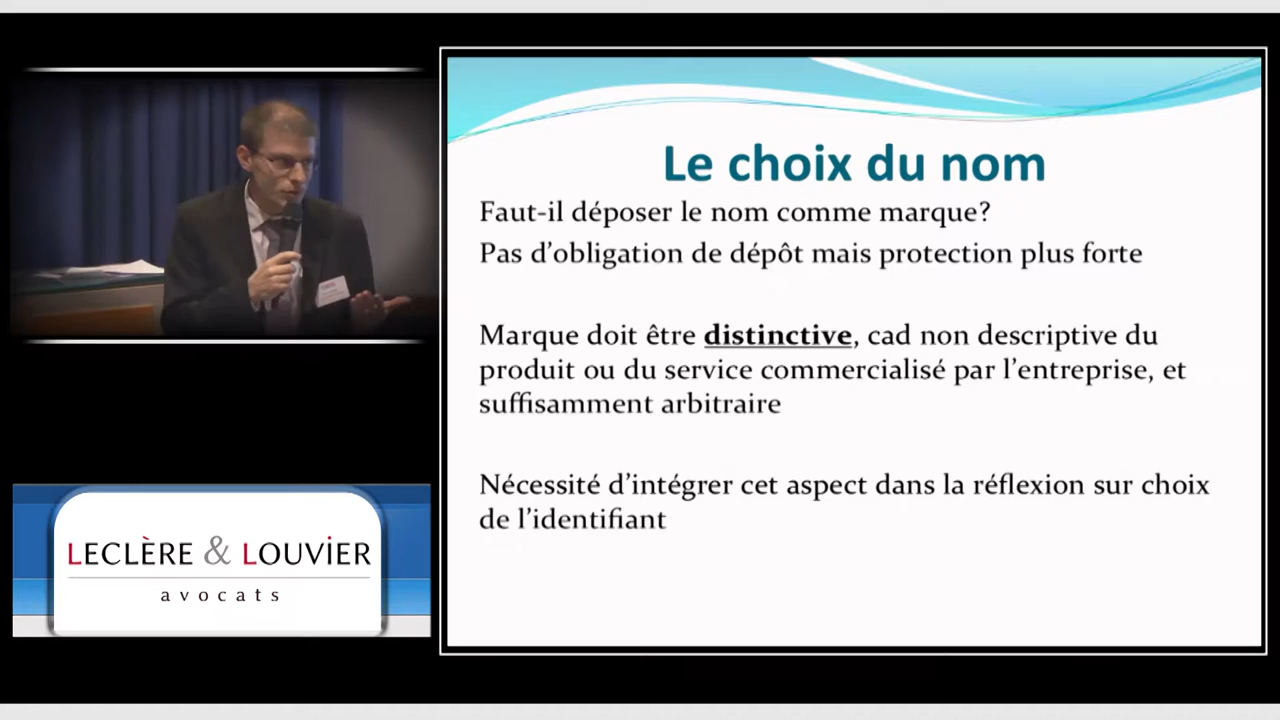 Le choix du nom
Faut-il déposer le nom comme marque?
Pas d'obligation de dépôt mais protection plus forte
Marque doit être distinctive, cad non descriptive du
produit ou du service commercialisé par l'entreprise, et
suffisamment arbitraire
Nécessité d'intégrer cet aspect dans la réflexion sur choix
de l'identifiant
LECLÈRE & LOUVIER
avocats